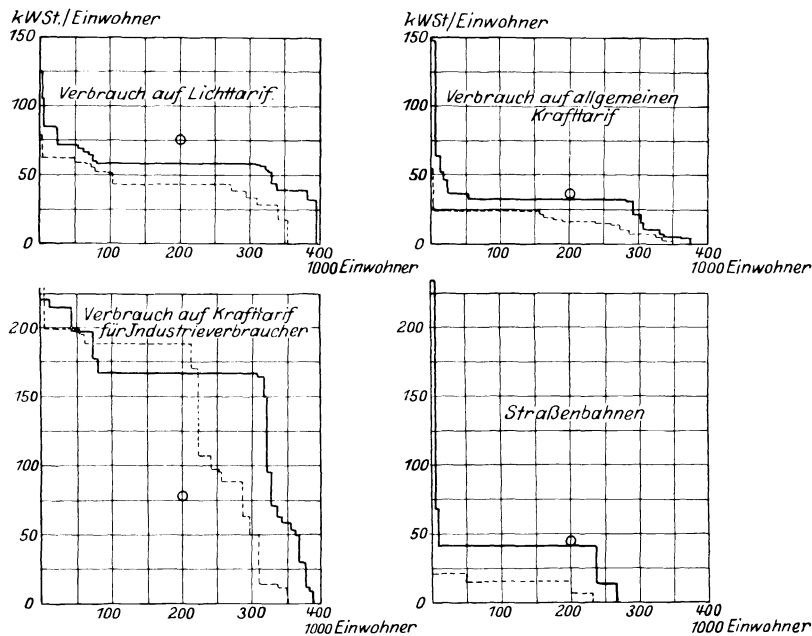 kWSt./Einwohner
150
100
50
0
Verbrauch auf Lichttarif.
100 200 300 400
1000 Einwohner
kWSt/Einwohner
150
100
50
0
Verbrauch auf allgemeinen
Krafttarif
100 200 300 400
1000 Einwohner
200
150
100
50
0
Verbrauch auf Krafttarif
für Industrieverbraucher
100 200 300 400
1000 Einwohner
200
150
100
50
0
Straßenbahnen
100 200 300 400
1000 Einwohner